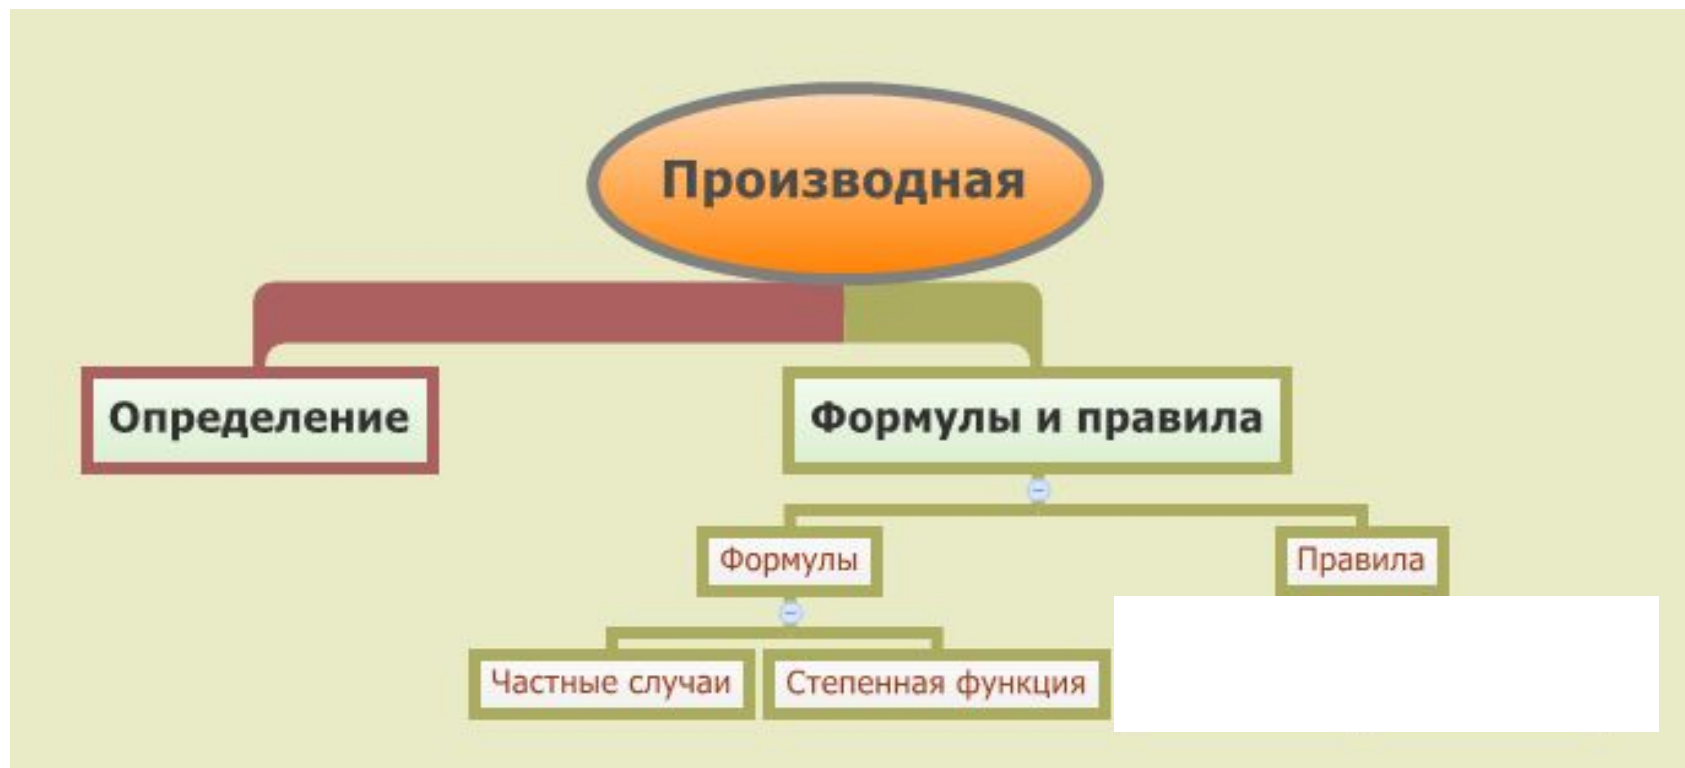 Производная
Определение
Формулы и правила
Формулы
Правила
Частные случаи
Степенная функция